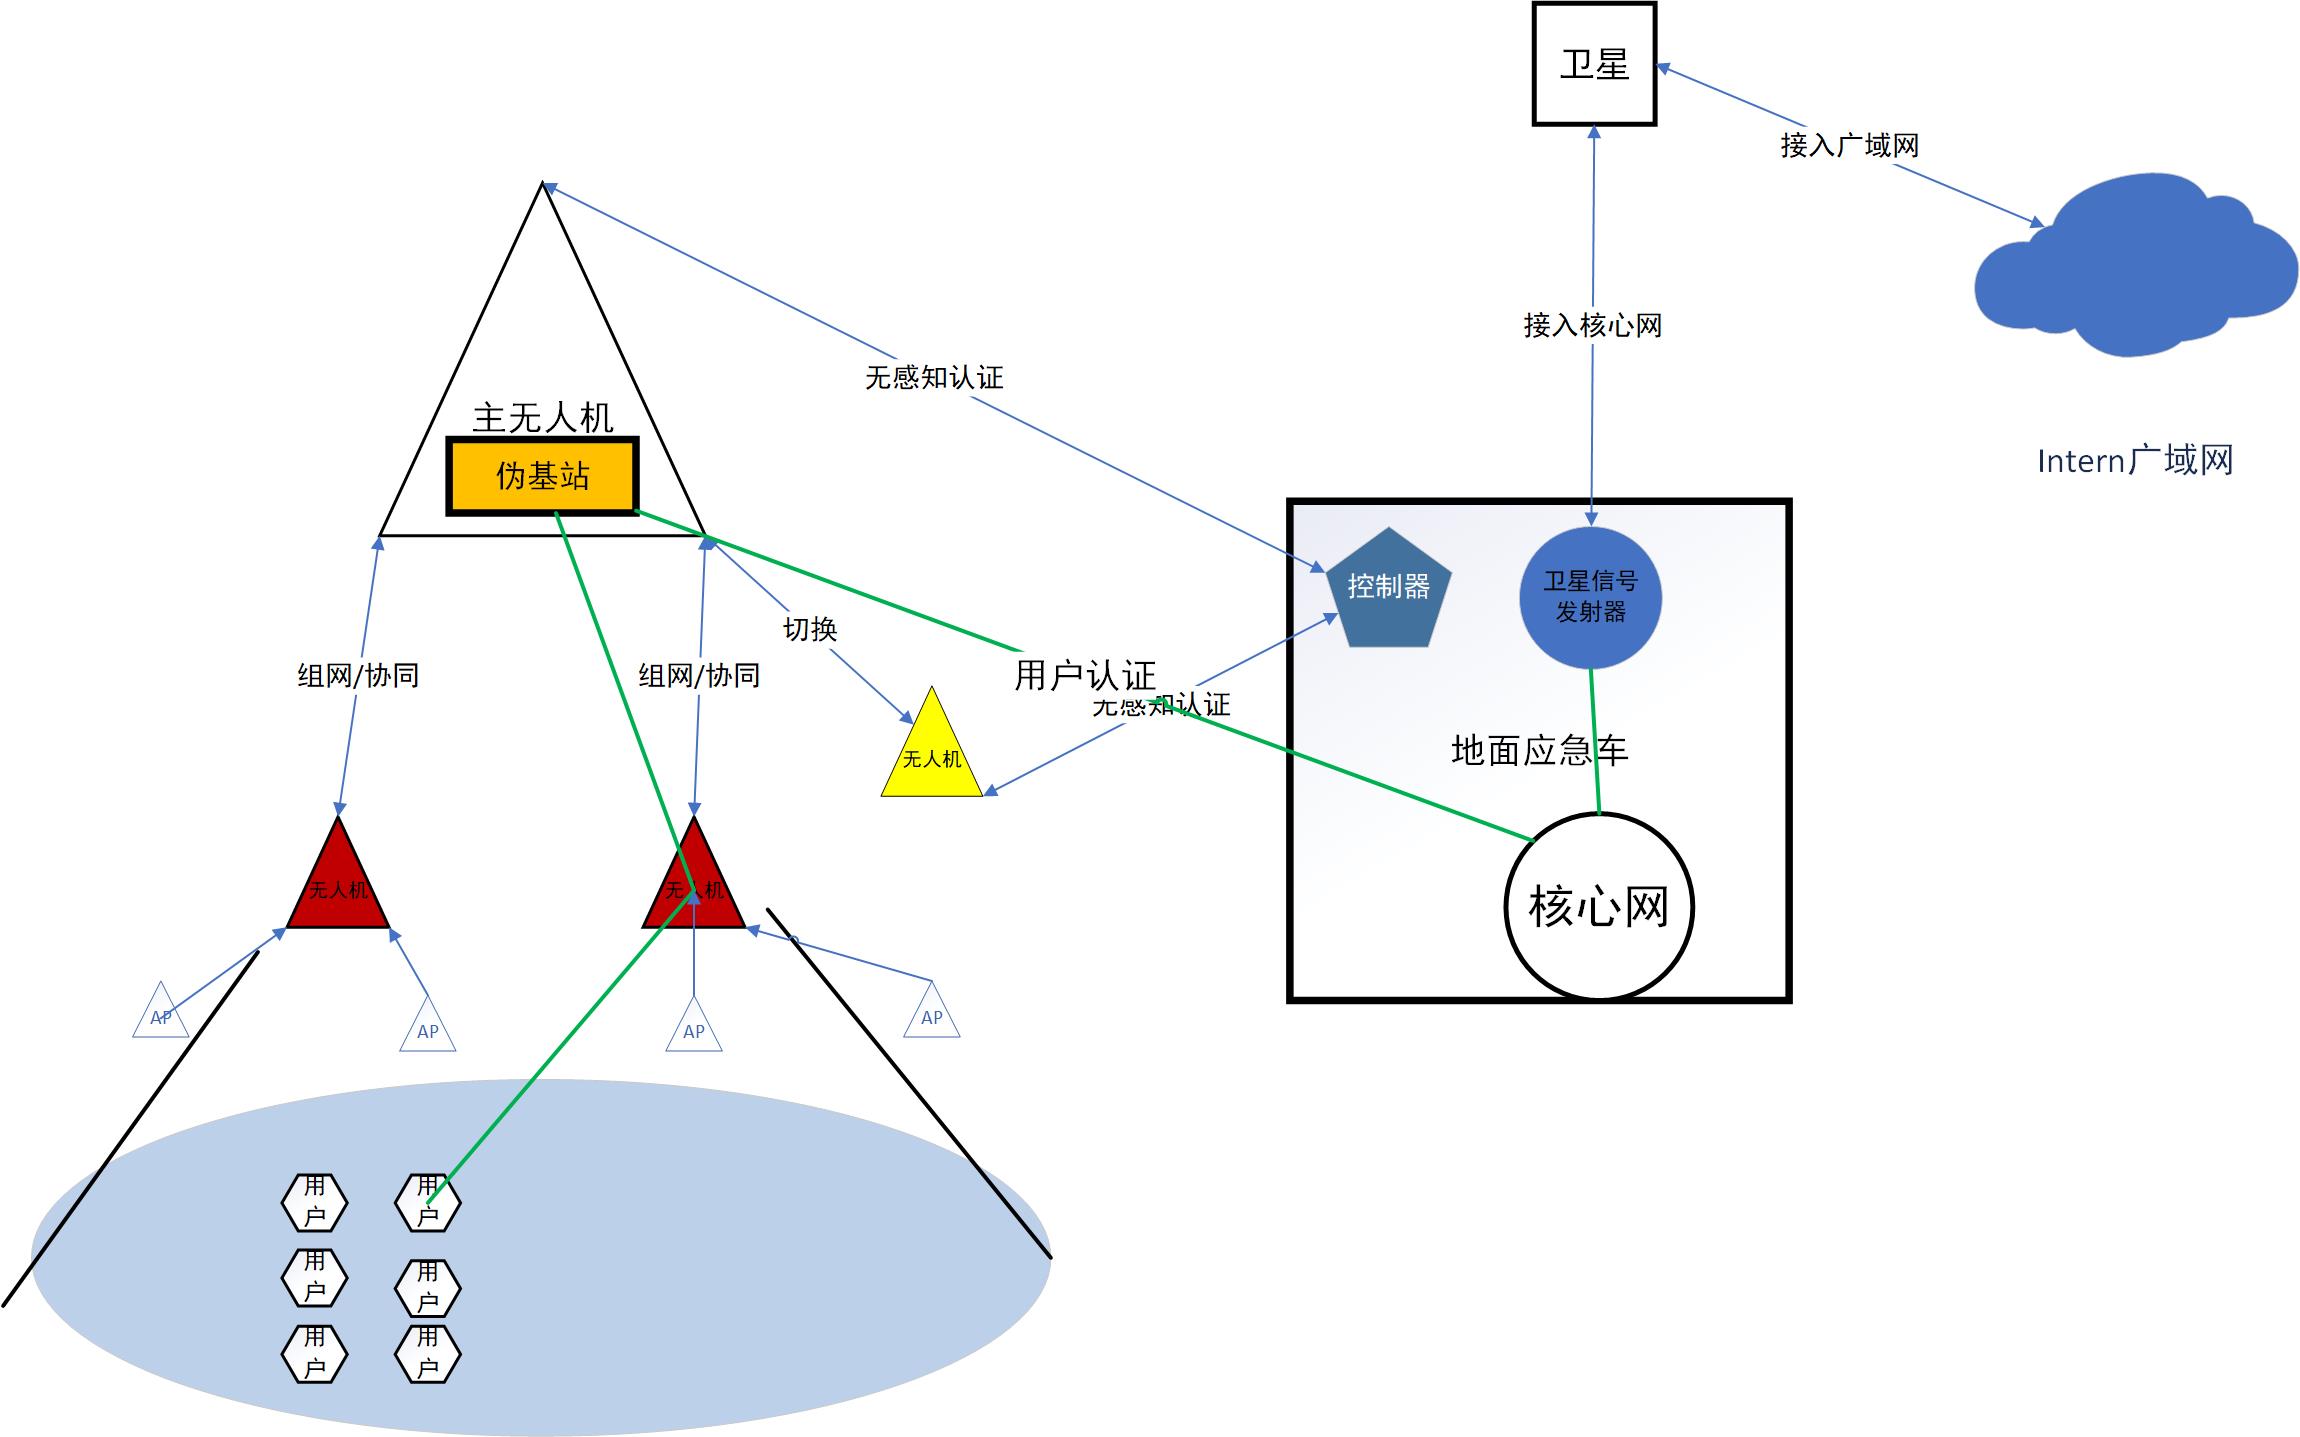 卫星
接入广域网
接入核心网
无感知认证
主无人机
伪基站
Intern广域网
控制器
卫星信号
发射器
切换
组网/协同
组网/协同
用户认证
无感知认证
地面应急车
无人机
无人机
无人机
核心网
AP
AP
AP
AP
用
户
用
户
用
户
用
户
用
户
用
户